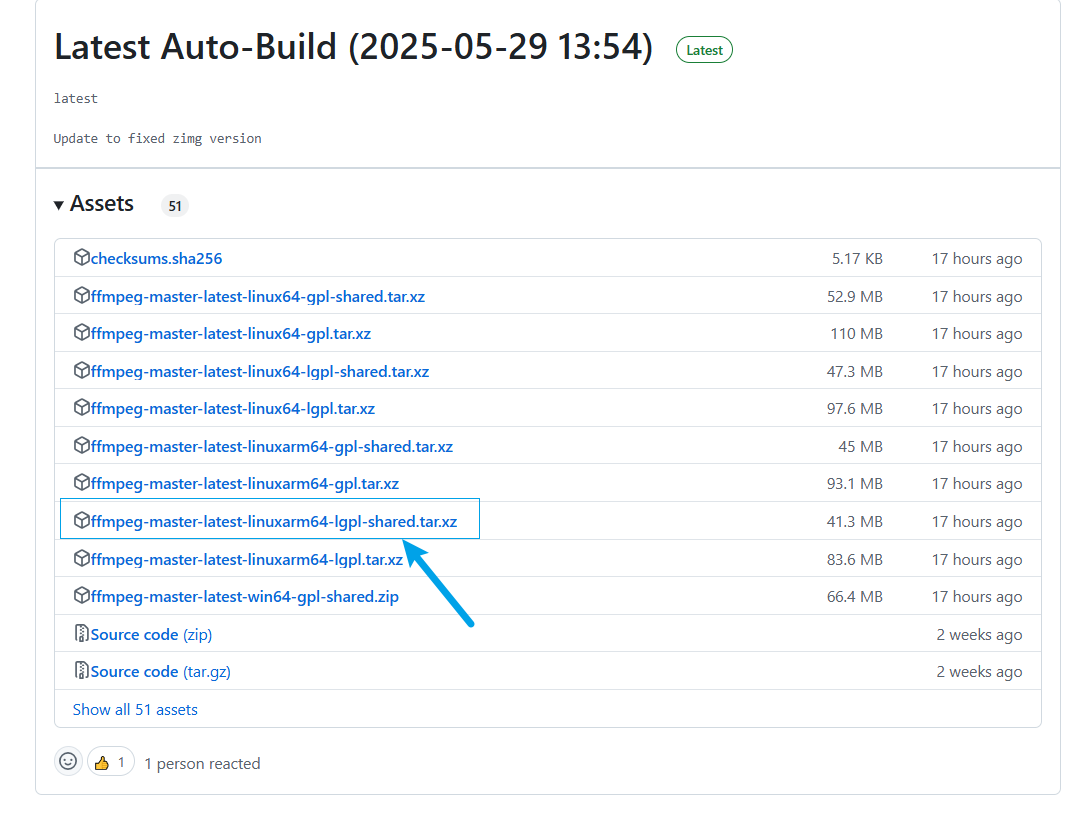 Latest Auto-Build (2025-05-29 13:54) Latest
latest
Update to fixed zimg version
Assets 51
checksums.sha256 5.17 KB 17 hours ago
ffmpeg-master-latest-linux64-gpl-shared.tar.xz 52.9 MB 17 hours ago
ffmpeg-master-latest-linux64-gpl.tar.xz 110 MB 17 hours ago
ffmpeg-master-latest-linux64-lgpl-shared.tar.xz 47.3 MB 17 hours ago
ffmpeg-master-latest-linux64-lgpl.tar.xz 97.6 MB 17 hours ago
ffmpeg-master-latest-linuxarm64-gpl-shared.tar.xz 45 MB 17 hours ago
ffmpeg-master-latest-linuxarm64-gpl.tar.xz 93.1 MB 17 hours ago
ffmpeg-master-latest-linuxarm64-lgpl-shared.tar.xz 41.3 MB 17 hours ago
ffmpeg-master-latest-linuxarm64-lgpl.tar.xz 83.6 MB 17 hours ago
ffmpeg-master-latest-win64-gpl-shared.zip 66.4 MB 17 hours ago
Source code (zip) 2 weeks ago
Source code (tar.gz) 2 weeks ago
Show all 51 assets
1 1 person reacted